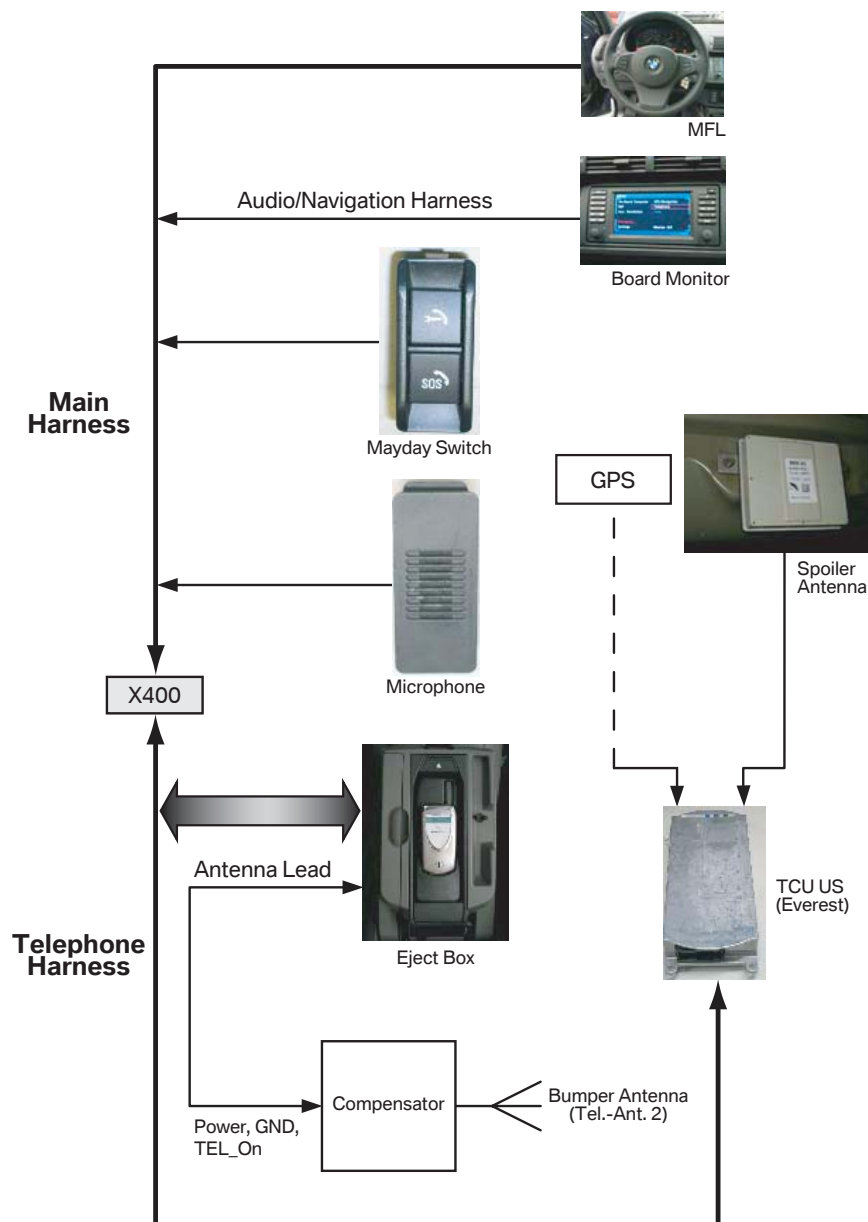 MFL
Audio/Navigation Harness
Board Monitor
SOS
Main
Harness
Mayday Switch
GPS
Spoiler
Antenna
Microphone
X400
Antenna Lead
TCU US
(Everest)
Telephone
Harness
Eject Box
Compensator
Bumper Antenna
(Tel.-Ant. 2)
Power, GND,
TEL_On